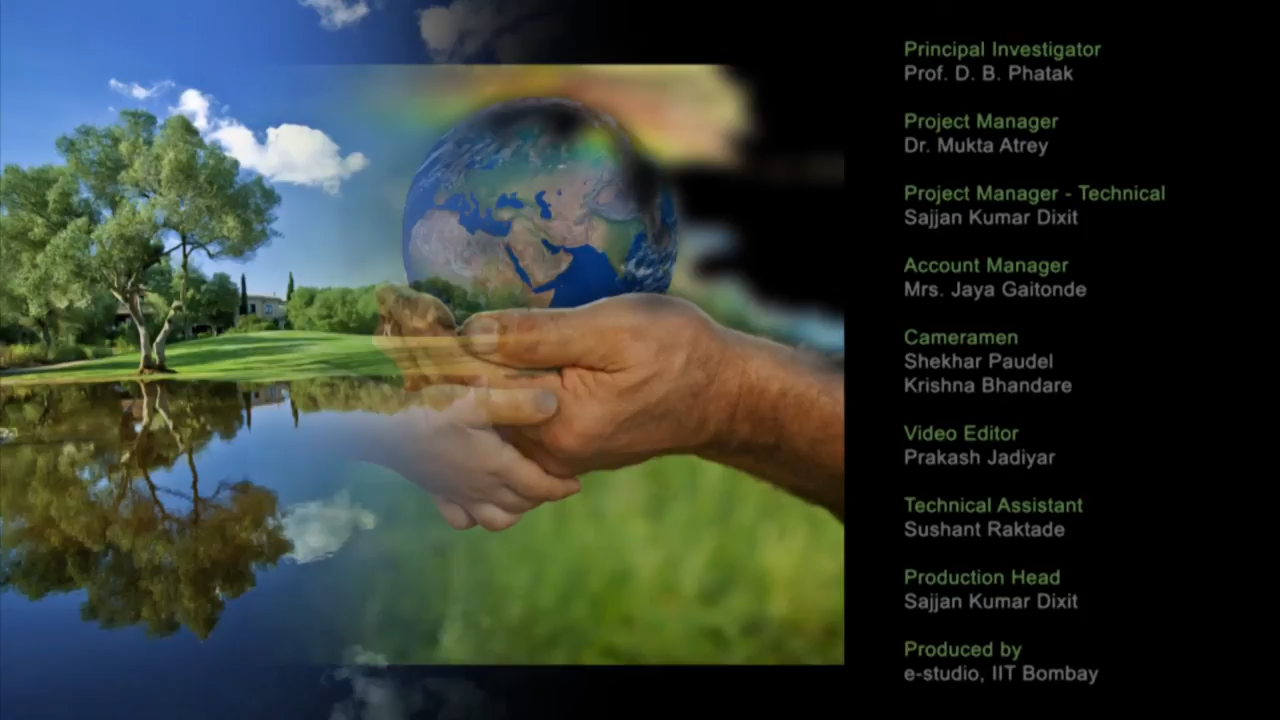 Principal Investigator
Prof. D. B. Phatak
Project Manager
Dr. Mukta Atrey
Project Manager - Technical
Sajjan Kumar Dixit
Account Manager
Mrs. Jaya Gaitonde
Cameramen
Shekhar Paudel
Krishna Bhandare
Video Editor
Prakash Jadiyar
Technical Assistant
Sushant Raktade
Production Head
Sajjan Kumar Dixit
Produced by
e-studio, IIT Bombay